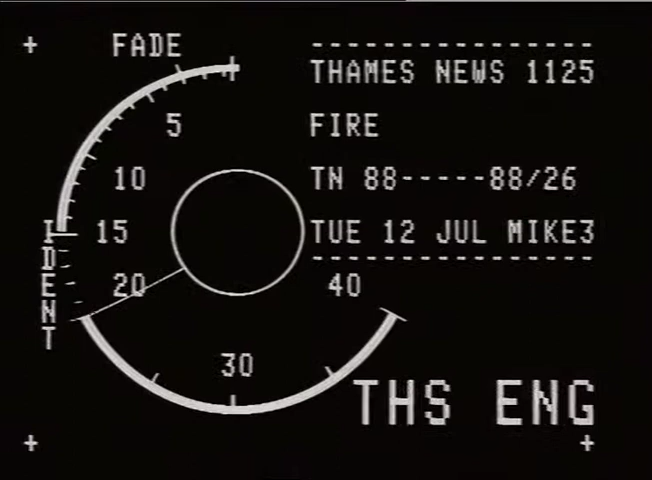 FADE
THAMES NEWS 1125
FIRE
5
TN 88-----88/26
10
TUE 12 JUL MIKE3
15
IDENT
20
40
30
THS ENG